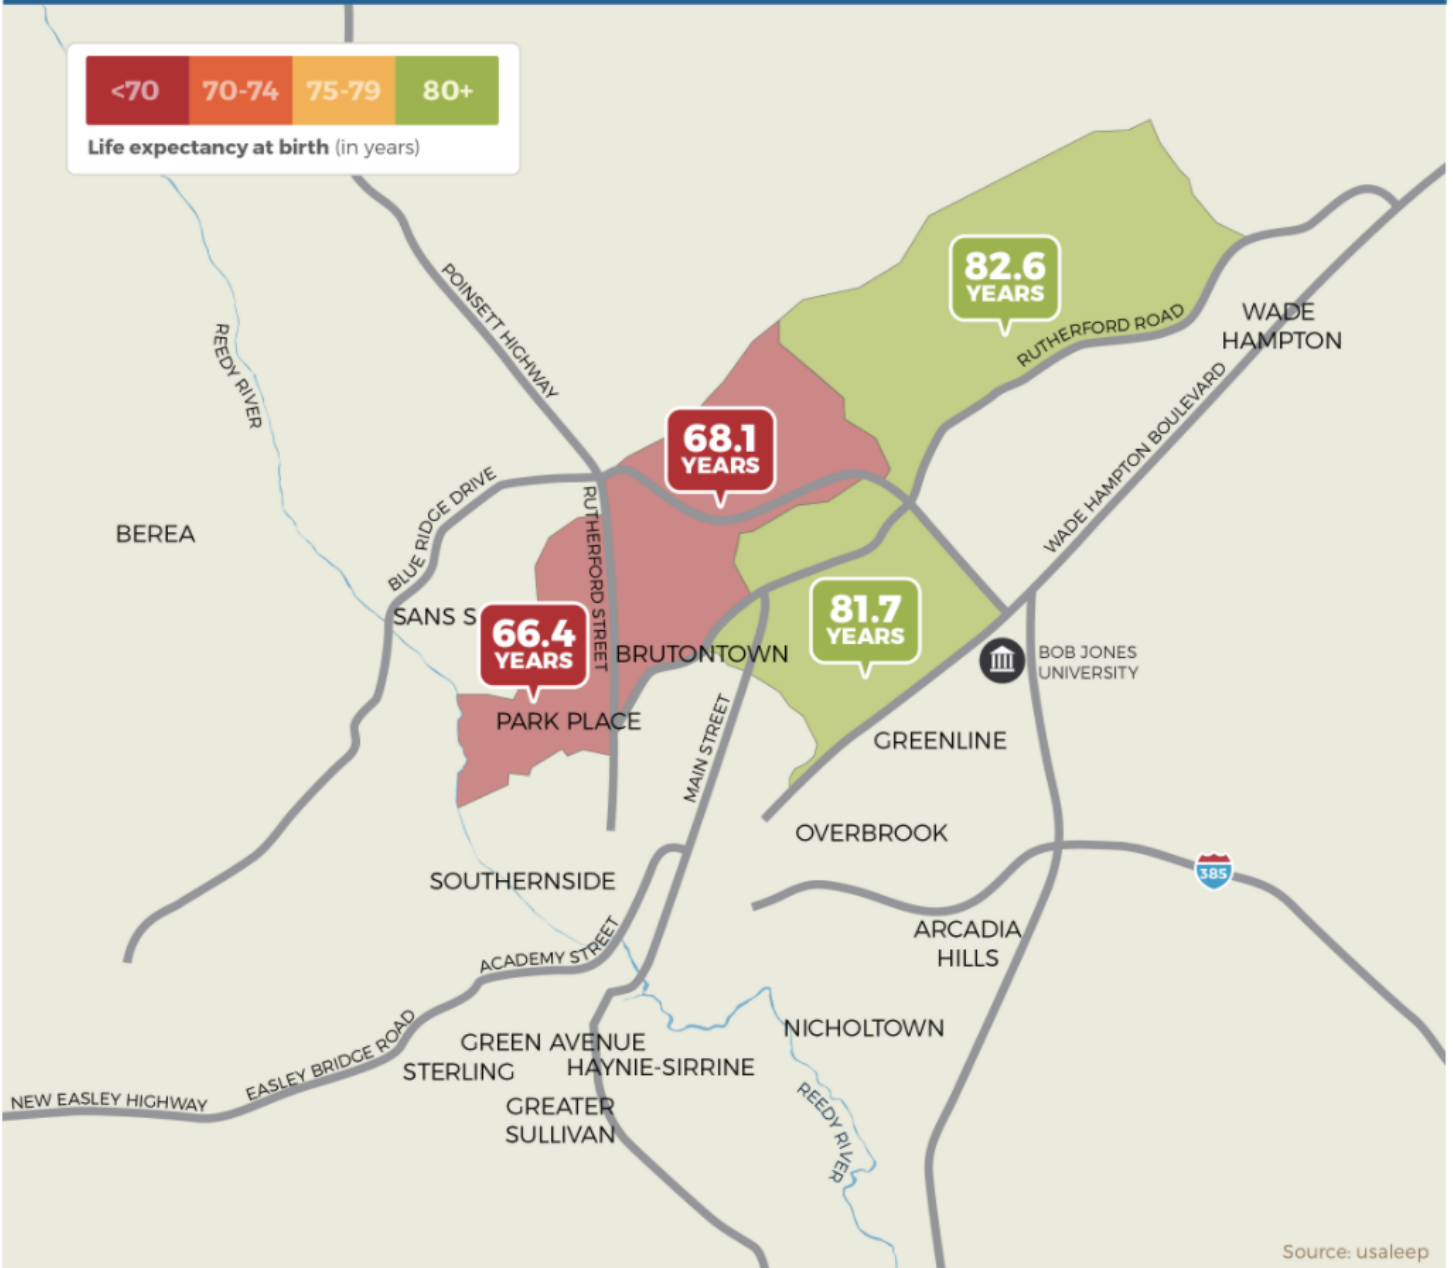 <70
70-74
75-79
80+
Life expectancy at birth (in years)
82.6
YEARS
POINSETT HIGHWAY
RUTHERFORD ROAD
WADE
HAMPTON
REEDY RIVER
68.1
YEARS
WADE HAMPTON BOULEVARD
BLUE RIDGE DRIVE
BEREA
RUTHERFORD STREET
SANS S
66.4
YEARS
81.7
YEARS
BRUTONTOWN
BOB JONES
UNIVERSITY
PARK PLACE
MAIN STREET
GREENLINE
OVERBROOK
SOUTHERNSIDE
385
ARCADIA
HILLS
ACADEMY STREET
NICHOLTOWN
GREEN AVENUE
EASLEY BRIDGE ROAD
STERLING
HAYNIE-SIRRINE
NEW EASLEY HIGHWAY
GREATER
SULLIVAN
REEDY RIVER
Source: usaleep